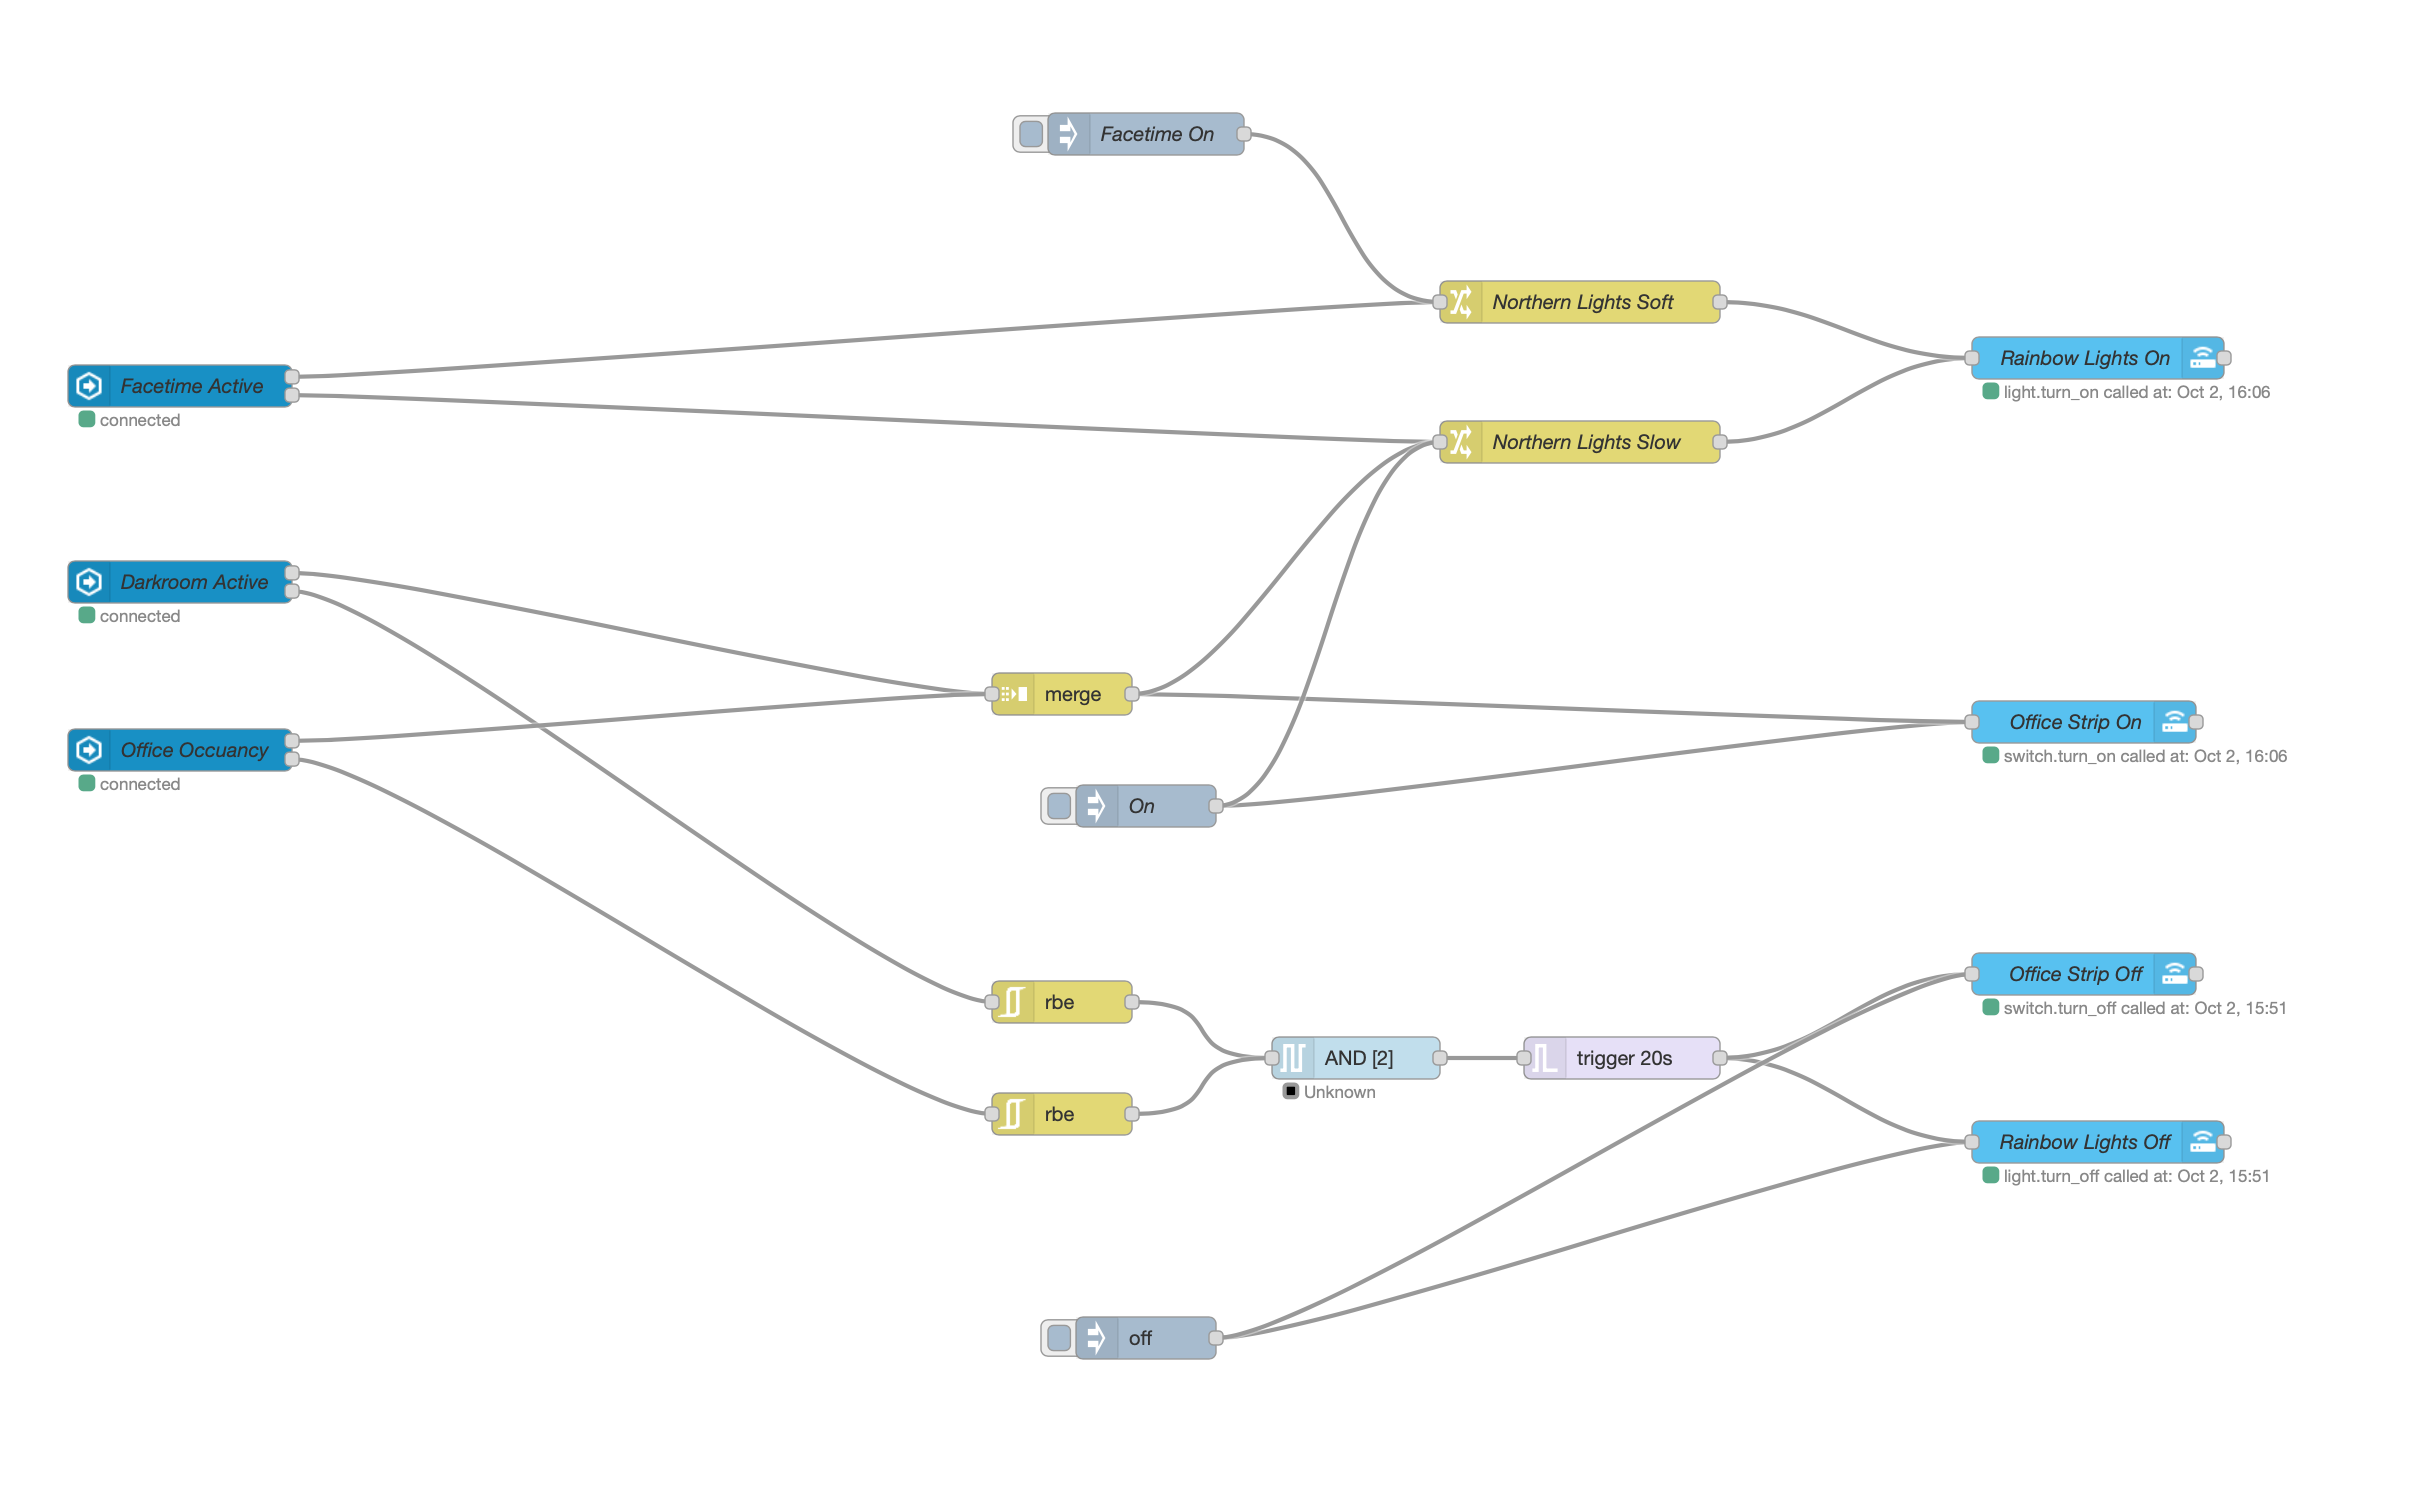 Facetime On
Northern Lights Soft
Rainbow Lights On
light.turn_on called at: Oct 2, 16:06
Facetime Active
connected
Northern Lights Slow
Darkroom Active
connected
merge
Office Strip On
switch.turn_on called at: Oct 2, 16:06
Office Occuancy
connected
On
Office Strip Off
switch.turn_off called at: Oct 2, 15:51
rbe
AND [2]
Unknown
trigger 20s
rbe
Rainbow Lights Off
light.turn_off called at: Oct 2, 15:51
off